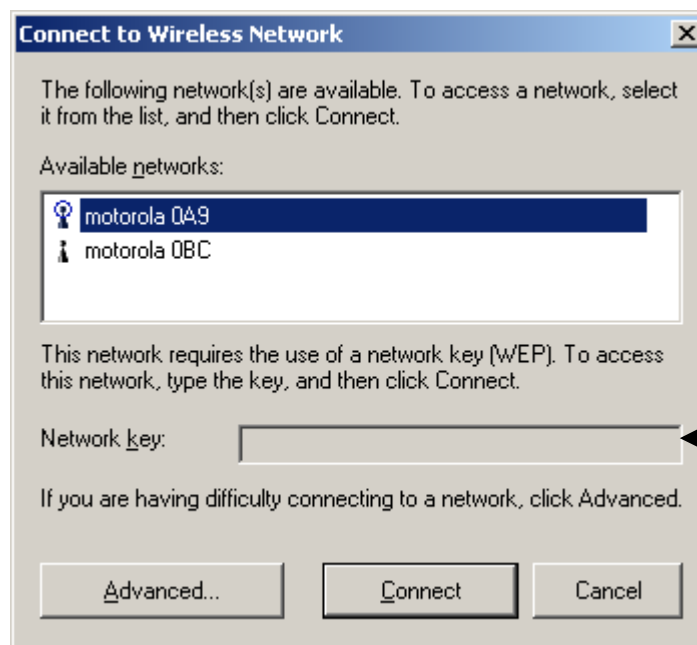 Connect to Wireless Network
The following network(s) are available. To access a network, select
it from the list, and then click Connect.
Available networks:
motorola 0A9
motorola 0BC
This network requires the use of a network key (WEP). To access
this network, type the key, and then click Connect.
Network key:
If you are having difficulty connecting to a network, click Advanced.
Advanced... Connect Cancel